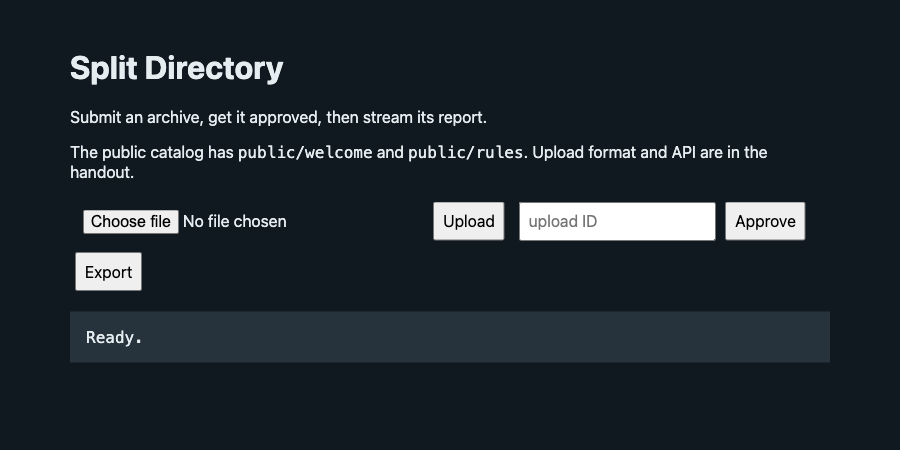 Split Directory
Submit an archive, get it approved, then stream its report.
The public catalog has public/welcome and public/rules. Upload format and API are in the
handout.
Choose file No file chosen Upload upload ID Approve
Export
Ready.